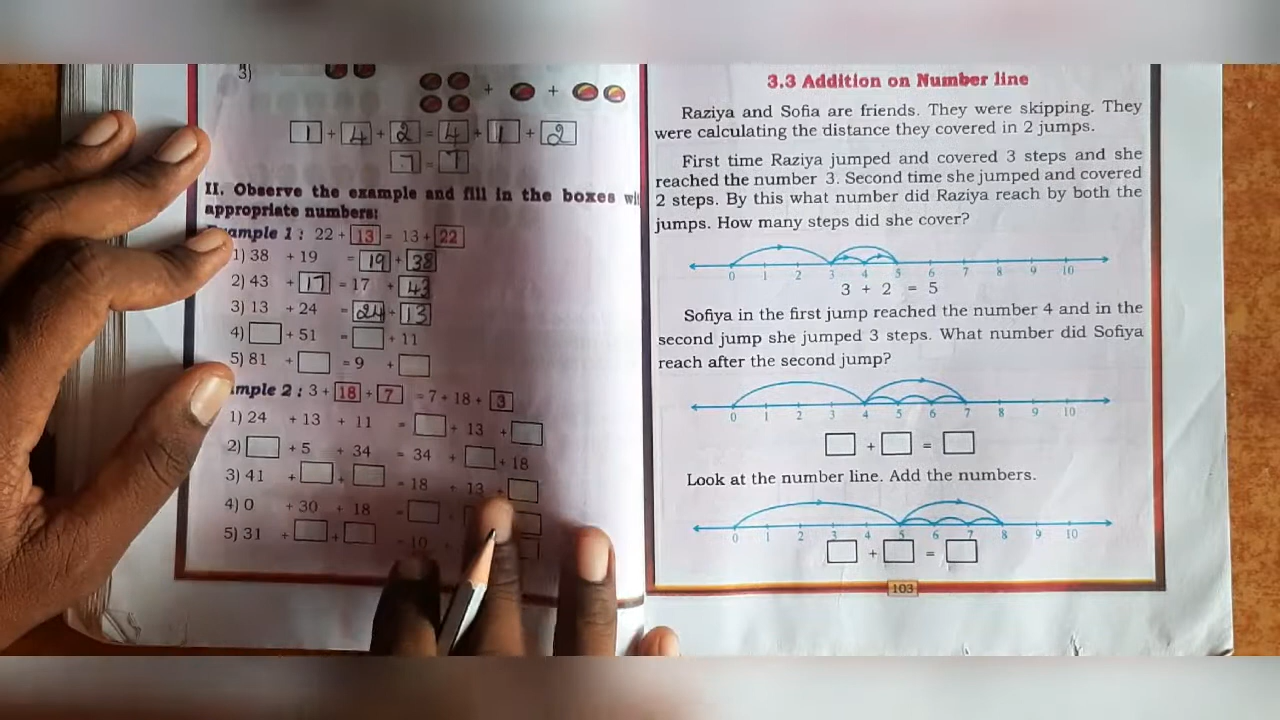 3)
+ +
1 + 4 + 2 = 4 + 1 + 2
7 = 7
II. Observe the example and fill in the boxes
appropriate numbers:
Example 1 : 22 + 13 = 13 + 22
1) 38 + 19 = 19 + 38
2) 43 + 17 = 17 + 43
3) 13 + 24 = 24 + 13
4) + 51 = + 11
5) 81 + = 9 +
mple 2 : 3 + 18 + 7 = 7 + 18 + 3
1) 24 + 13 + 11 = + 13 +
2) + 5 + 34 = 34 + + 18
3) 41 + + = 18 + 13 +
4) 0 + 30 + 18 = +
5) 31 + + = 10
3.3 Addition on Number line
Raziya and Sofia are friends. They were skipping. They
were calculating the distance they covered in 2 jumps.
First time Raziya jumped and covered 3 steps and she
reached the number 3. Second time she jumped and covered
2 steps. By this what number did Raziya reach by both the
jumps. How many steps did she cover?
0 1 2 3 4 5 6 7 8 9 10
3 + 2 = 5
Sofiya in the first jump reached the number 4 and in the
second jump she jumped 3 steps. What number did Sofiya
reach after the second jump?
0 1 2 3 4 5 6 7 8 9 10
+ =
Look at the number line. Add the numbers.
0 1 2 3 4 5 6 7 8 9 10
+ =
103